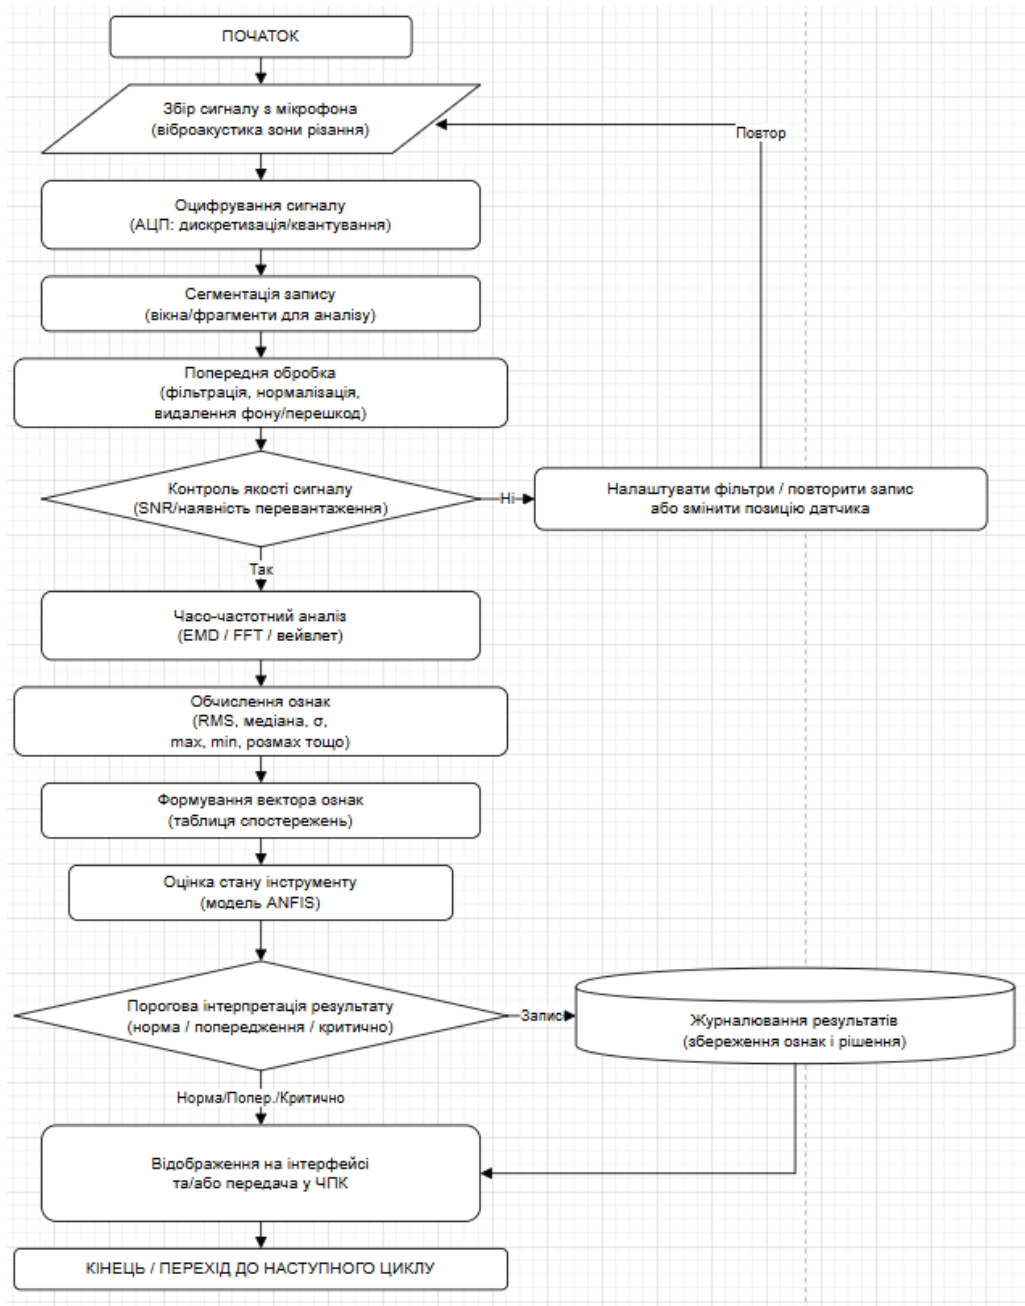 ПОЧАТОК
Збір сигналу з мікрофона
(віброакустика зони різання)
Повтор
Оцифрування сигналу
(АЦП: дискретизація/квантування)
Сегментація запису
(вікна/фрагменти для аналізу)
Попередня обробка
(фільтрація, нормалізація,
видалення фону/перешкод)
Контроль якості сигналу
(SNR/наявність перевантаження)
Ні
Налаштувати фільтри / повторити запис
або змінити позицію датчика
Так
Часо-частотний аналіз
(EMD / FFT / вейвлет)
Обчислення ознак
(RMS, медіана, σ,
max, min, розмах тощо)
Формування вектора ознак
(таблиця спостережень)
Оцінка стану інструменту
(модель ANFIS)
Порогова інтерпретація результату
(норма / попередження / критично)
Запис
Журналювання результатів
(збереження ознак і рішення)
Норма/Попер./Критично
Відображення на інтерфейсі
та/або передача у ЧПК
КІНЕЦЬ / ПЕРЕХІД ДО НАСТУПНОГО ЦИКЛУ